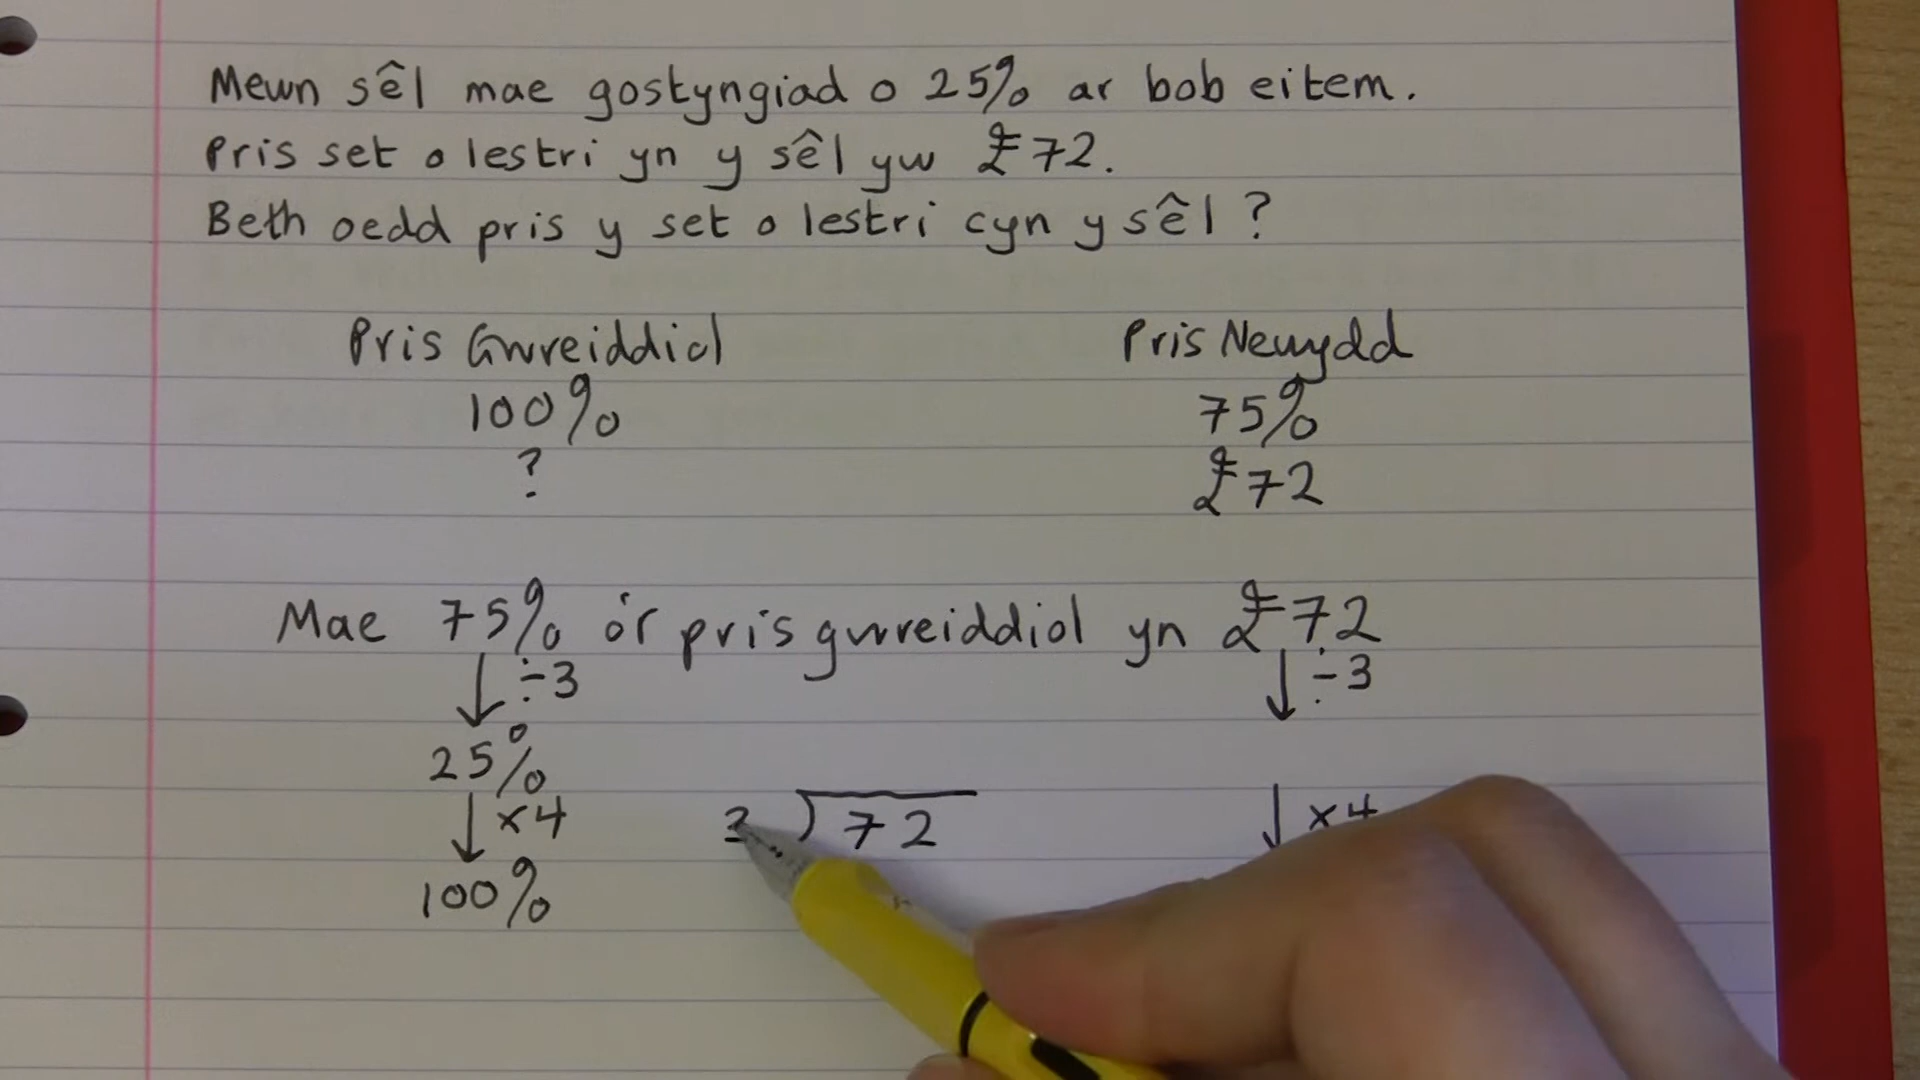 Mewn sêl mae gostyngiad o 25% ar bob eitem.
Pris set o lestri yn y sêl yw £72.
Beth oedd pris y set o lestri cyn y sêl?
Pris Gwreiddiol Pris Newydd
100% 75%
? £72
Mae 75% o'r pris gwreiddiol yn £72
↓÷3 ↓÷3
25%
↓×4 3)72 ↓×4
100%